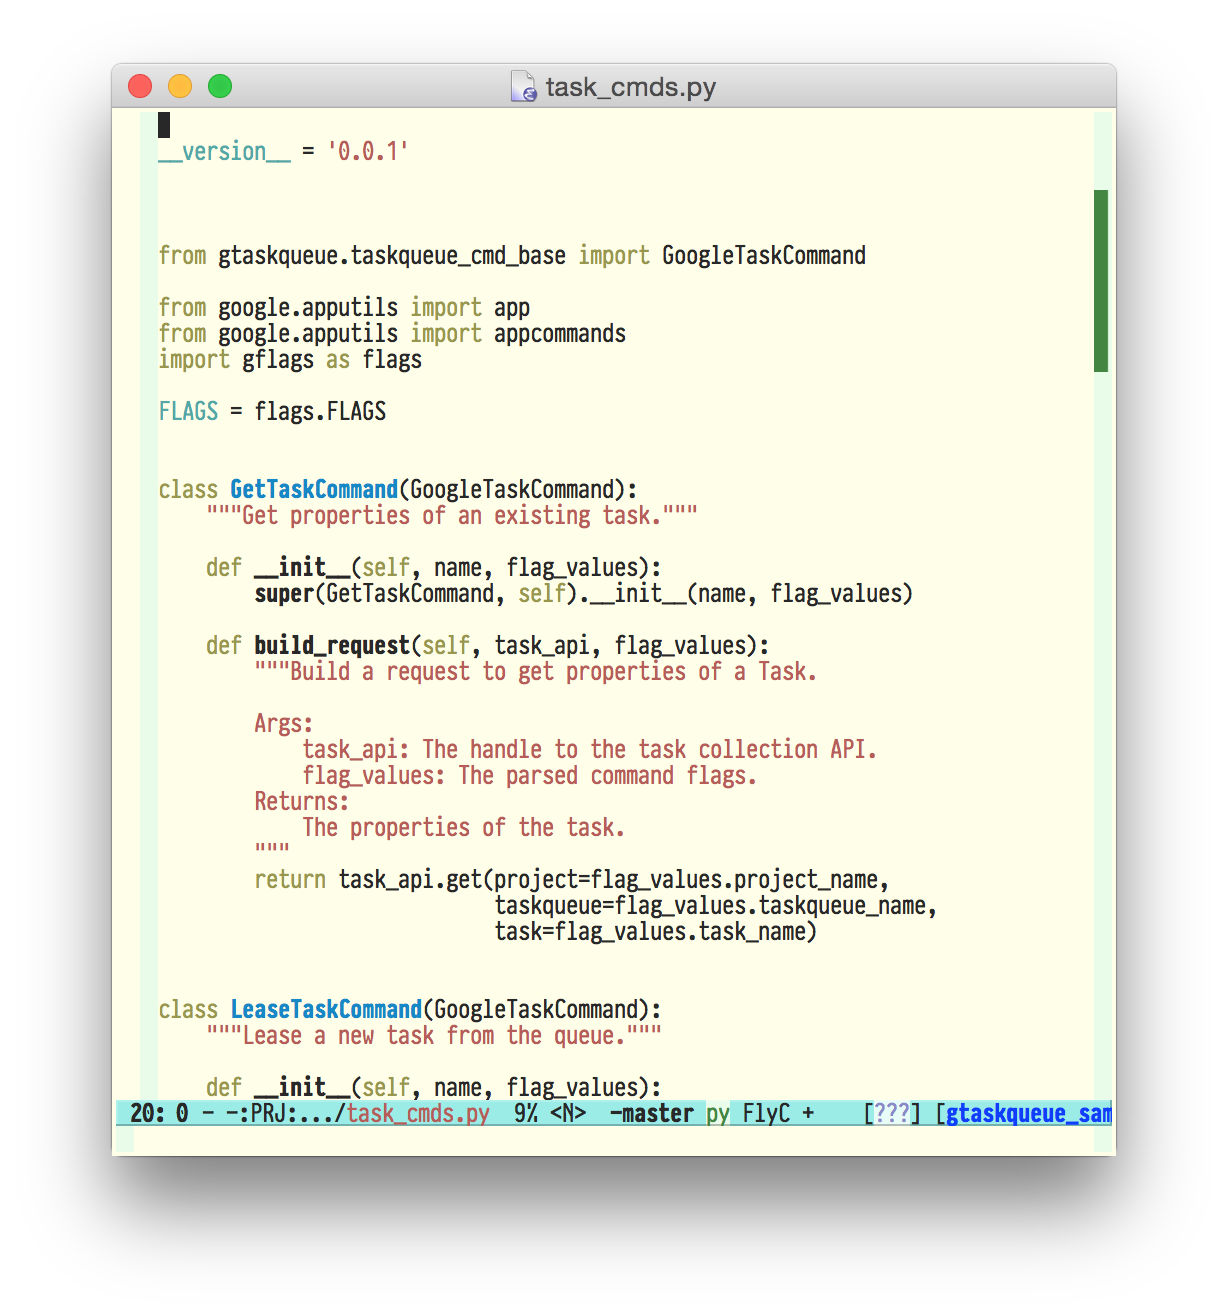 task_cmds.py
__version__ = '0.0.1'
from gtaskqueue.taskqueue_cmd_base import GoogleTaskCommand
from google.apputils import app
from google.apputils import appcommands
import gflags as flags
FLAGS = flags.FLAGS
class GetTaskCommand(GoogleTaskCommand):
    """Get properties of an existing task."""
    def __init__(self, name, flag_values):
        super(GetTaskCommand, self).__init__(name, flag_values)
    def build_request(self, task_api, flag_values):
        """Build a request to get properties of a Task.
        Args:
            task_api: The handle to the task collection API.
            flag_values: The parsed command flags.
        Returns:
            The properties of the task.
        """
        return task_api.get(project=flag_values.project_name,
                            taskqueue=flag_values.taskqueue_name,
                            task=flag_values.task_name)
class LeaseTaskCommand(GoogleTaskCommand):
    """Lease a new task from the queue."""
    def __init__(self, name, flag_values):
20: 0 - -:PRJ:.../task_cmds.py  9% <N>  -master py FlyC +    [???] [gtaskqueue_sam